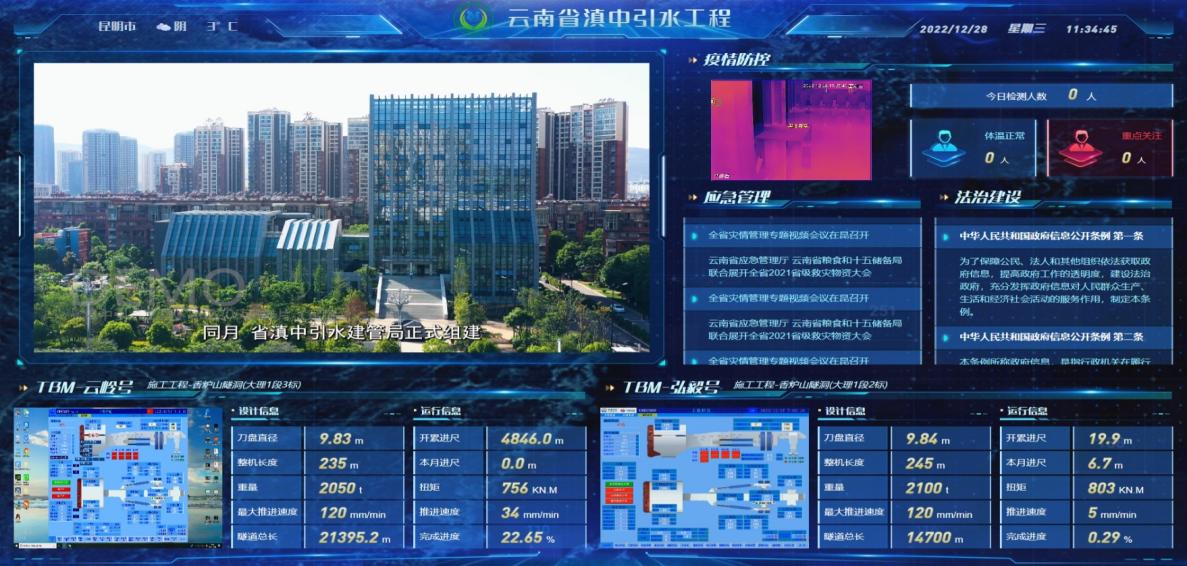 昆明市 阴 3°C
云南省滇中引水工程
2022/12/28 星期三 11:34:45
同月 省滇中引水建管局正式组建
疫情防控
今日检测人数 0 人
体温正常
0 人
重点关注
0 人
应急管理
全省灾情管理专题视频会议在昆召开
云南省应急管理厅 云南省粮食和十五储备局
联合展开全省2021省级救灾物资大会
全省灾情管理专题视频会议在昆召开
云南省应急管理厅 云南省粮食和十五储备局
联合展开全省2021省级救灾物资大会
全省灾情管理专题视频会议在昆召开
法治建设
中华人民共和国政府信息公开条例 第一条
为了保障公民、法人和其他组织依法获取政
府信息，提高政府工作的透明度，建设法治
政府，充分发挥政府信息对人民群众生产、
生活和经济社会活动的服务作用，制定本条
例。
中华人民共和国政府信息公开条例 第二条
本条例所称政府信息，是指行政机关在履行
TBM-云岭号 施工工程-香炉山隧洞(大理1段3标)
设计信息
刀盘直径 9.83 m
整机长度 235 m
重量 2050 t
最大推进速度 120 mm/min
隧道总长 21395.2 m
运行信息
开累进尺 4846.0 m
本月进尺 0.0 m
扭矩 756 KN.M
推进速度 34 mm/min
完成进度 22.65 %
TBM-弘毅号 施工工程-香炉山隧洞(大理1段2标)
设计信息
刀盘直径 9.84 m
整机长度 245 m
重量 2100 t
最大推进速度 120 mm/min
隧道总长 14700 m
运行信息
开累进尺 19.9 m
本月进尺 6.7 m
扭矩 803 KN.M
推进速度 5 mm/min
完成进度 0.29 %